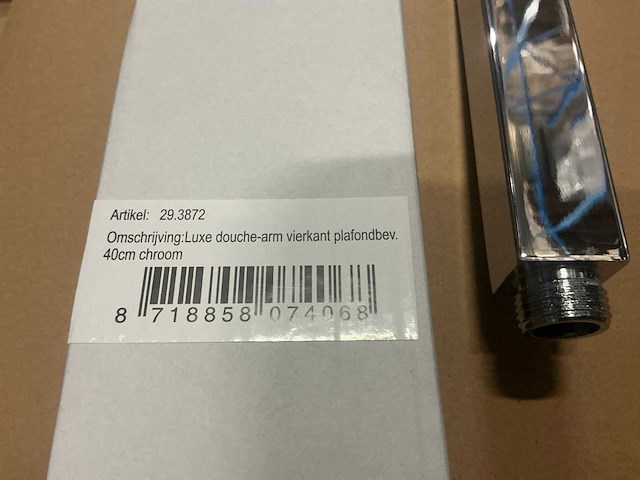 Artikel: 29.3872
Omschrijving:Luxe douche-arm vierkant plafondbev.
40cm chroom
8 718858 074068